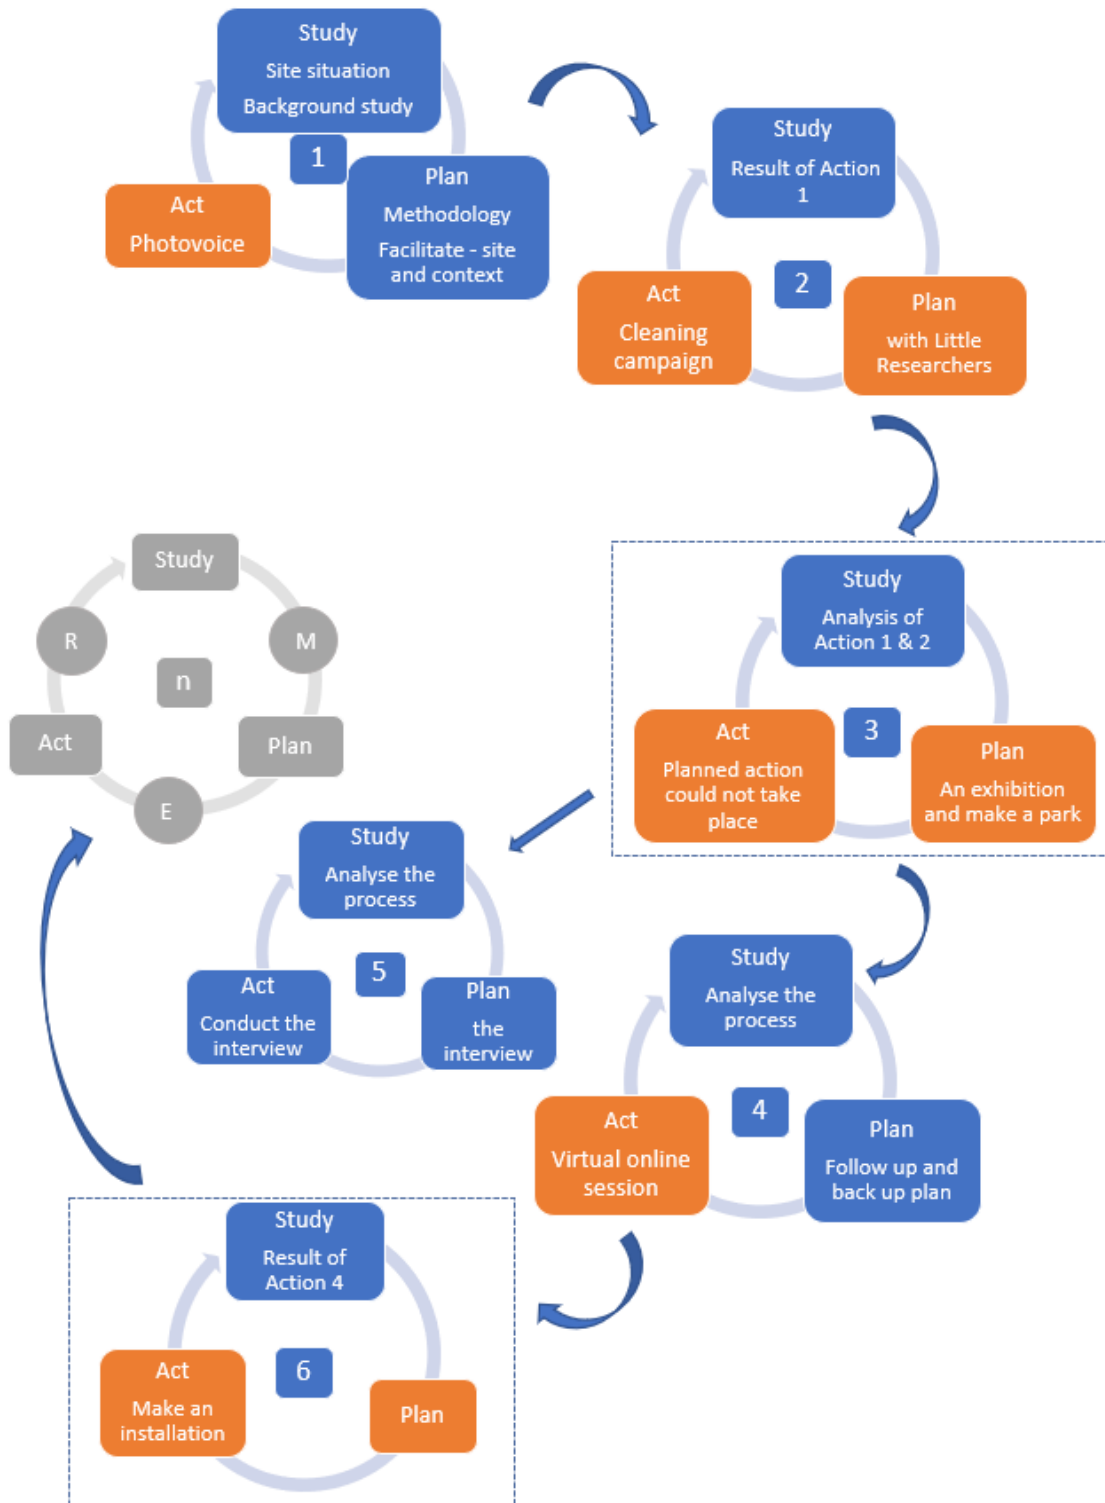 Study
Site situation
Background study
1
Plan
Methodology
Facilitate - site
and context
Act
Photovoice
Study
Result of Action
1
2
Plan
with Little
Researchers
Act
Cleaning
campaign
Study
Analysis of
Action 1 & 2
3
Plan
An exhibition
and make a park
Act
Planned action
could not take
place
Study
M
Plan
E
Act
R
n
Study
Analyse the
process
5
Plan
the
interview
Act
Conduct the
interview
Study
Analyse the
process
4
Plan
Follow up and
back up plan
Act
Virtual online
session
Study
Result of
Action 4
6
Plan
Act
Make an
installation